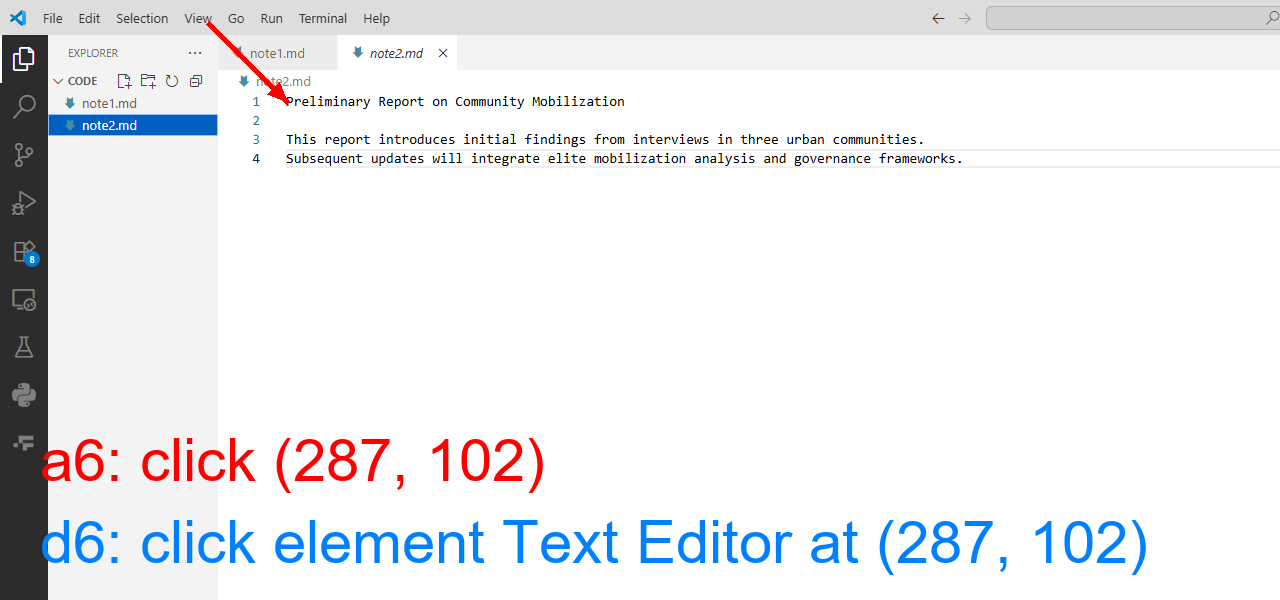 File Edit Selection View Go Run Terminal Help
EXPLORER ···
note1.md
note2.md
CODE
note1.md
note2.md
8
note2.md
1 Preliminary Report on Community Mobilization
2
3 This report introduces initial findings from interviews in three urban communities.
4 Subsequent updates will integrate elite mobilization analysis and governance frameworks.
a6: click (287, 102)
d6: click element Text Editor at (287, 102)